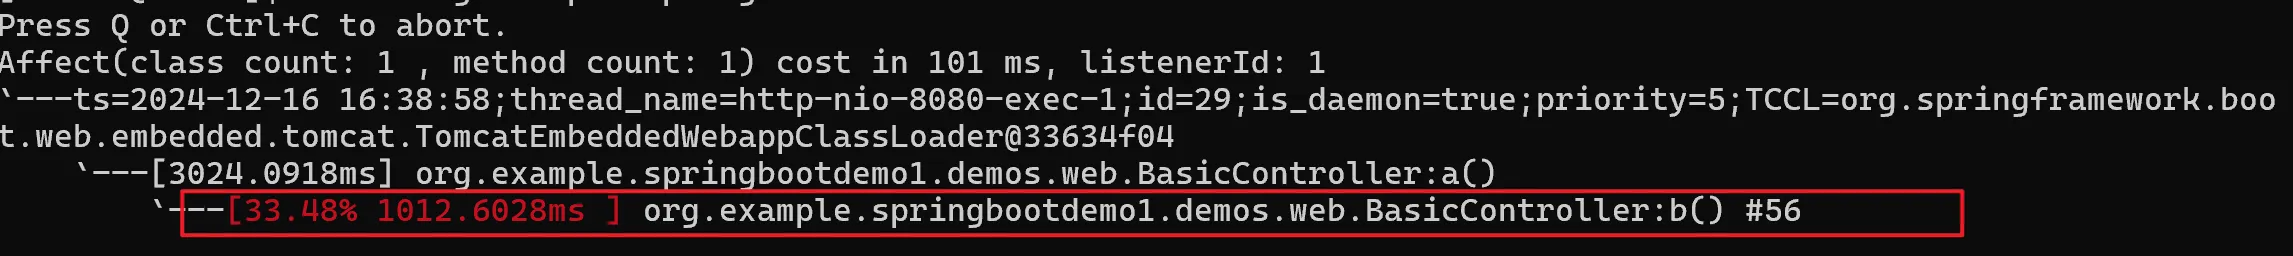 Press Q or Ctrl+C to abort.
Affect(class count: 1 , method count: 1) cost in 101 ms, listenerId: 1
`---ts=2024-12-16 16:38:58;thread_name=http-nio-8080-exec-1;id=29;is_daemon=true;priority=5;TCCL=org.springframework.boo
t.web.embedded.tomcat.TomcatEmbeddedWebappClassLoader@33634f04
    `---[3024.0918ms] org.example.springbootdemo1.demos.web.BasicController:a()
        `---[33.48% 1012.6028ms ] org.example.springbootdemo1.demos.web.BasicController:b() #56